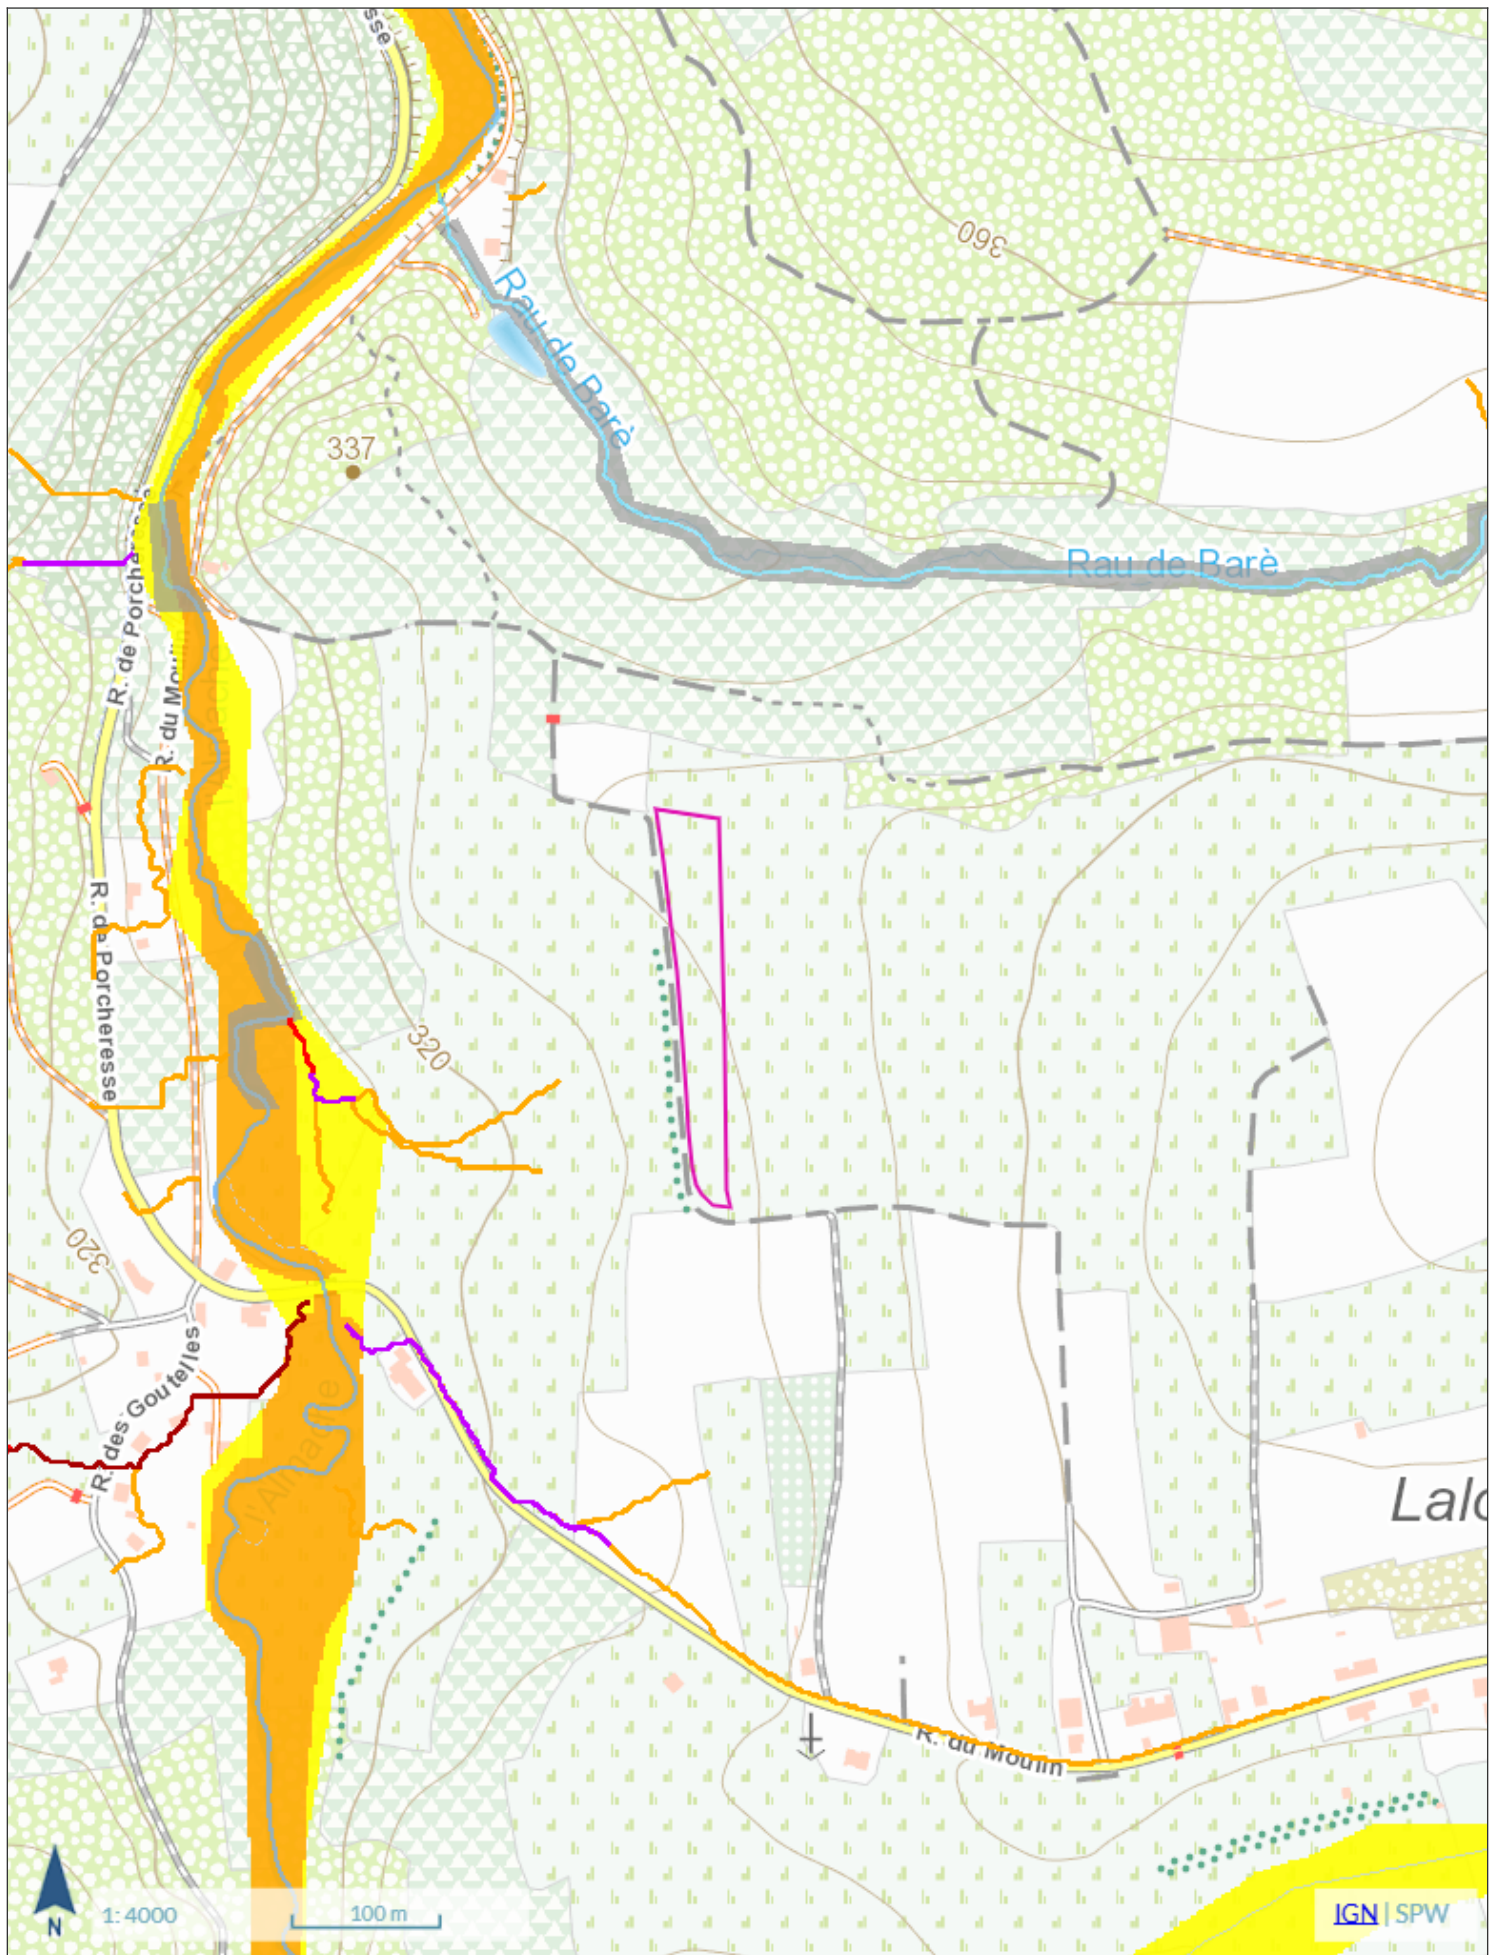 sse
360
Rau de Barè
337
Rau de Barè
R. de Porcheresse
R. du Moulin
R. de Porcheresse
320
320
R. des Goutelles
l'Almache
Lalo
R. du Moulin
N
1: 4000
100 m
IGN | SPW